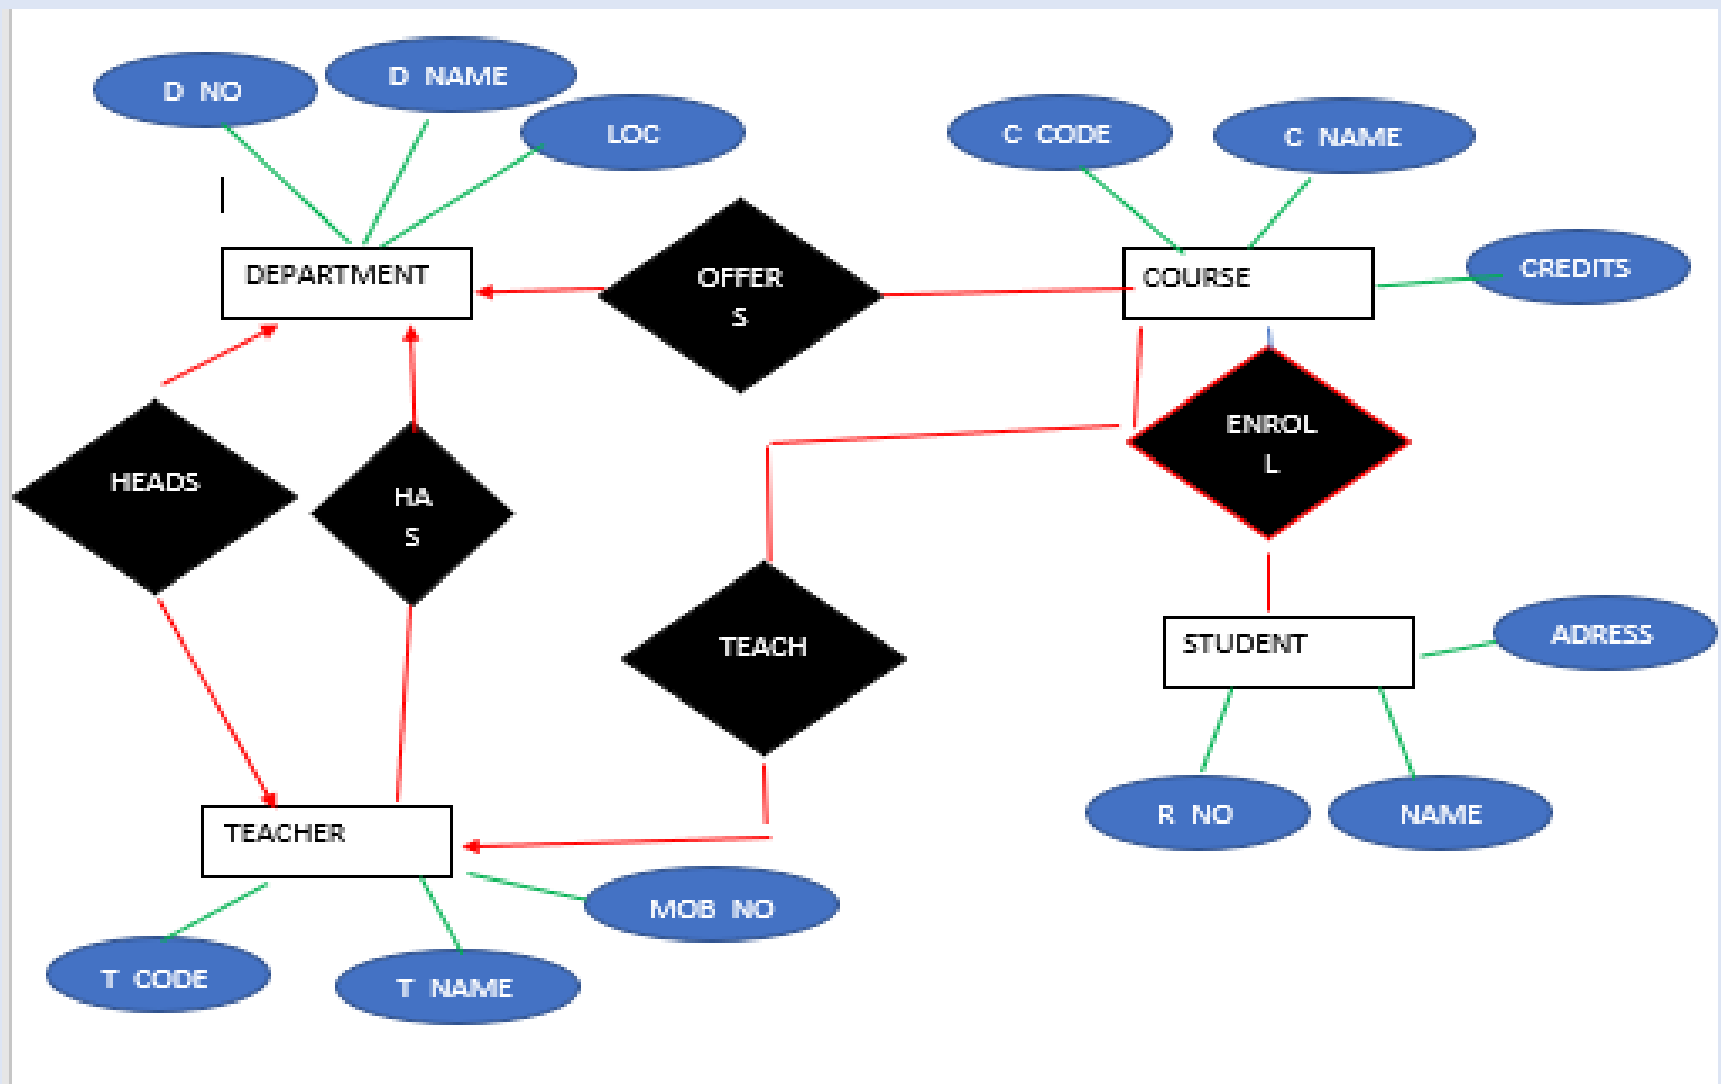 D NO
D NAME
LOC
C CODE
C NAME
DEPARTMENT
OFFER
S
COURSE
CREDITS
HEADS
HA
S
ENROL
L
TEACH
STUDENT
ADRESS
R NO
NAME
TEACHER
MOB NO
T CODE
T NAME